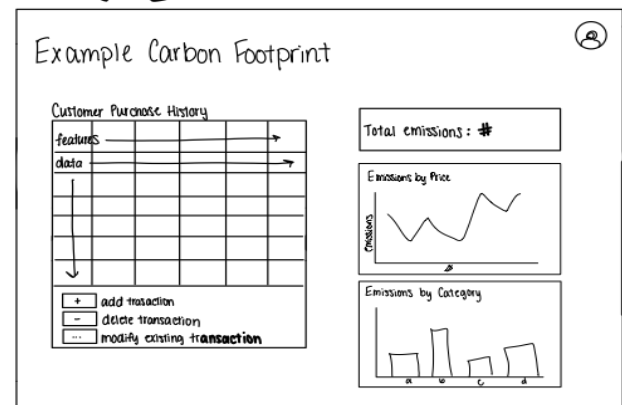 Example Carbon Footprint
Customer Purchase History
features
data
+ add trasaction
- delete transaction
... modify existing transaction
Total emissions: #
Emissions by Price
emissions
$
Emissions by Category
a b c d